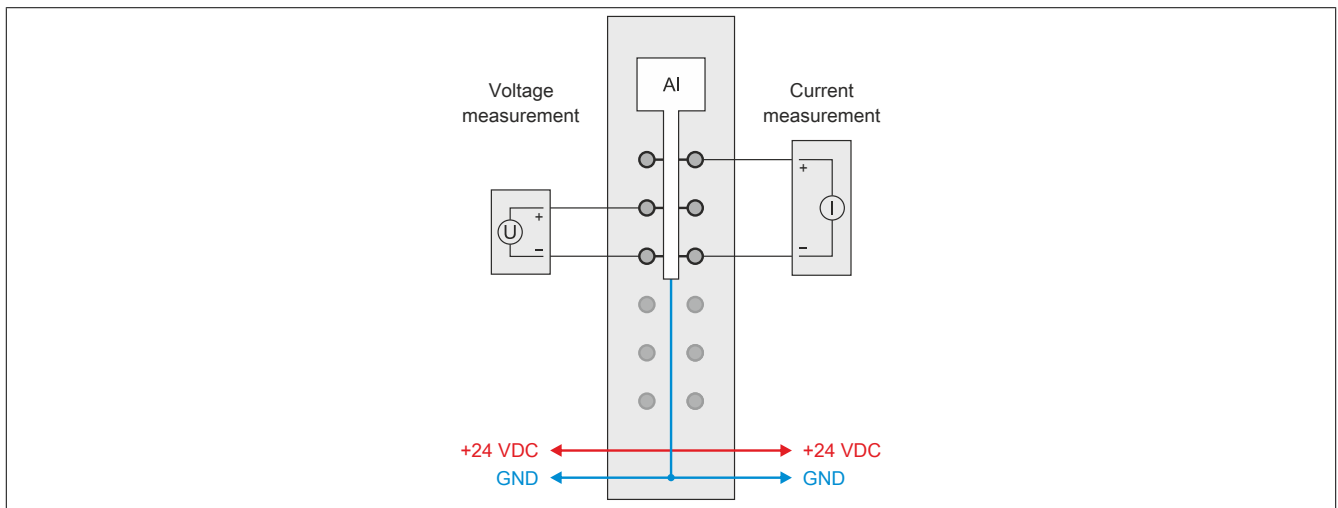 AI
Voltage
measurement
Current
measurement
+
+
U
I
−
−
+24 VDC
+24 VDC
GND
GND